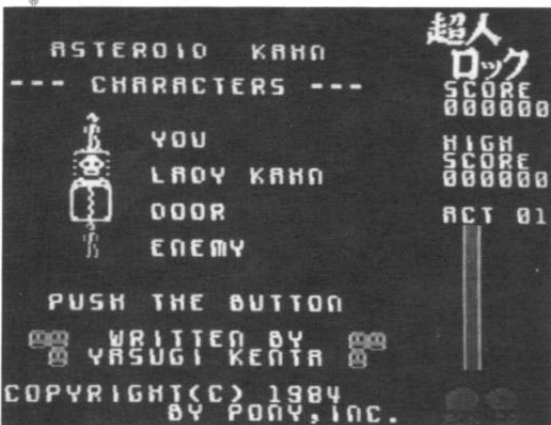 ASTEROID KAHN
--- CHARACTERS ---
YOU
LADY KAHN
DOOR
ENEMY
PUSH THE BUTTON
WRITTEN BY
YASUGI KENTA
COPYRIGHT(C) 1984
BY PONY,INC.
超人
ロック
SCORE
000000
HIGH
SCORE
000000
ACT 01